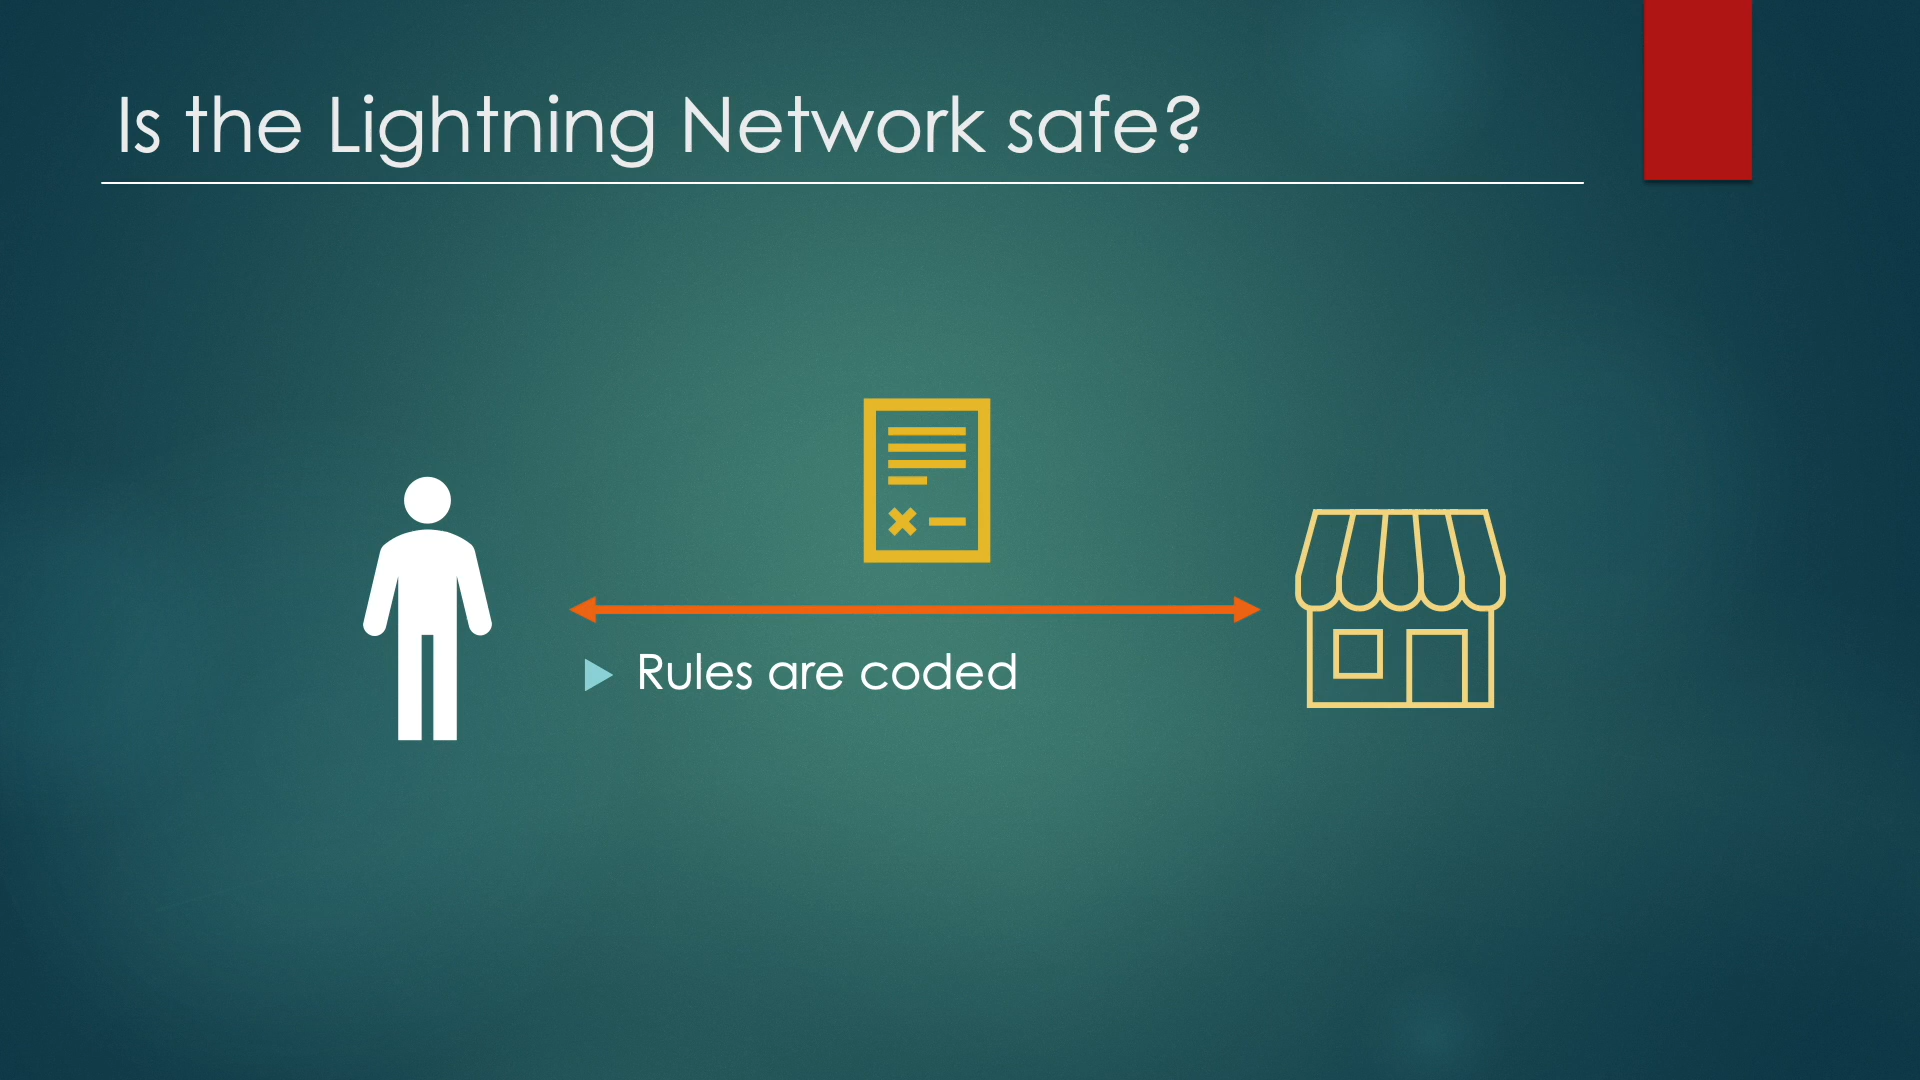 Is the Lightning Network safe?
Rules are coded